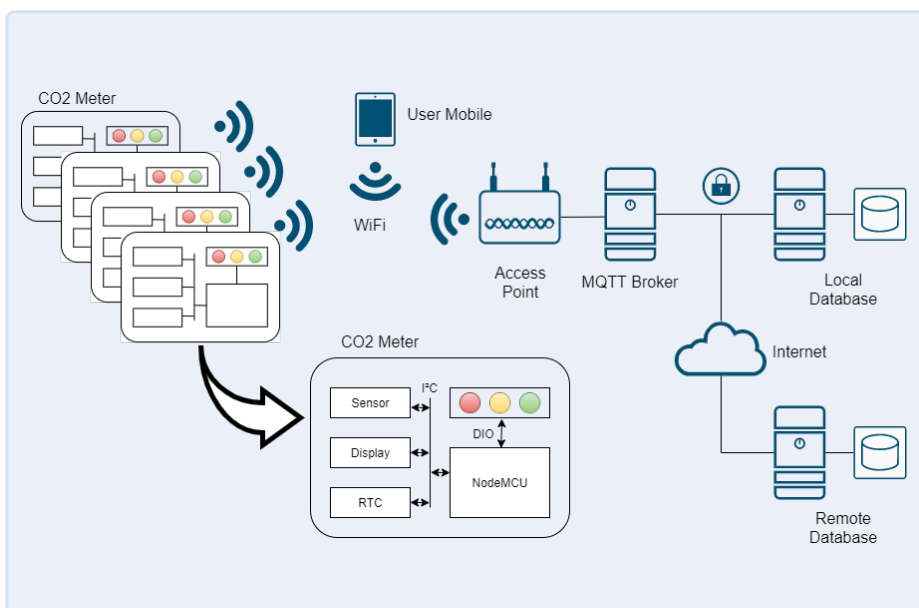 CO2 Meter
User Mobile
WiFi
Access
Point
MQTT Broker
Local
Database
Internet
CO2 Meter
I²C
Sensor
DIO
Display
NodeMCU
RTC
Remote
Database